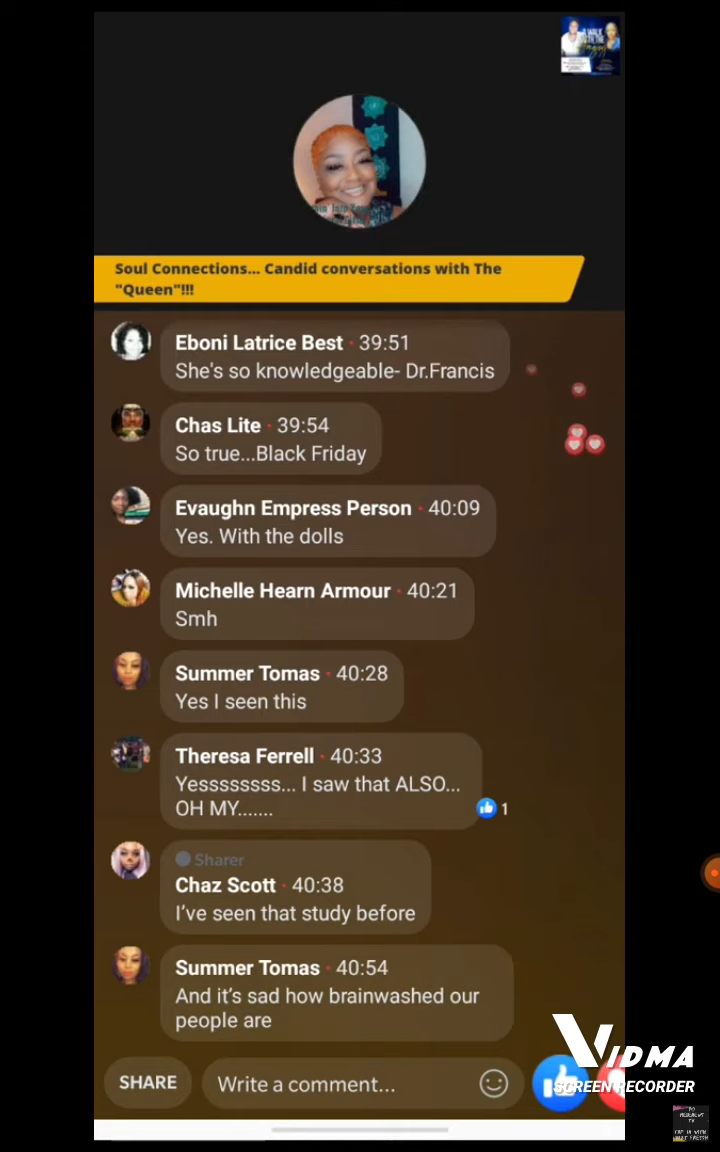 Soul Connections... Candid conversations with The
"Queen"!!!
Eboni Latrice Best · 39:51
She's so knowledgeable- Dr.Francis
Chas Lite · 39:54
So true...Black Friday
Evaughn Empress Person · 40:09
Yes. With the dolls
Michelle Hearn Armour · 40:21
Smh
Summer Tomas · 40:28
Yes I seen this
Theresa Ferrell · 40:33
Yessssssss... I saw that ALSO...
OH MY.......
1
Sharer
Chaz Scott · 40:38
I've seen that study before
Summer Tomas · 40:54
And it's sad how brainwashed our
people are
SHARE
Write a comment...
VIDMA
SCREEN RECORDER